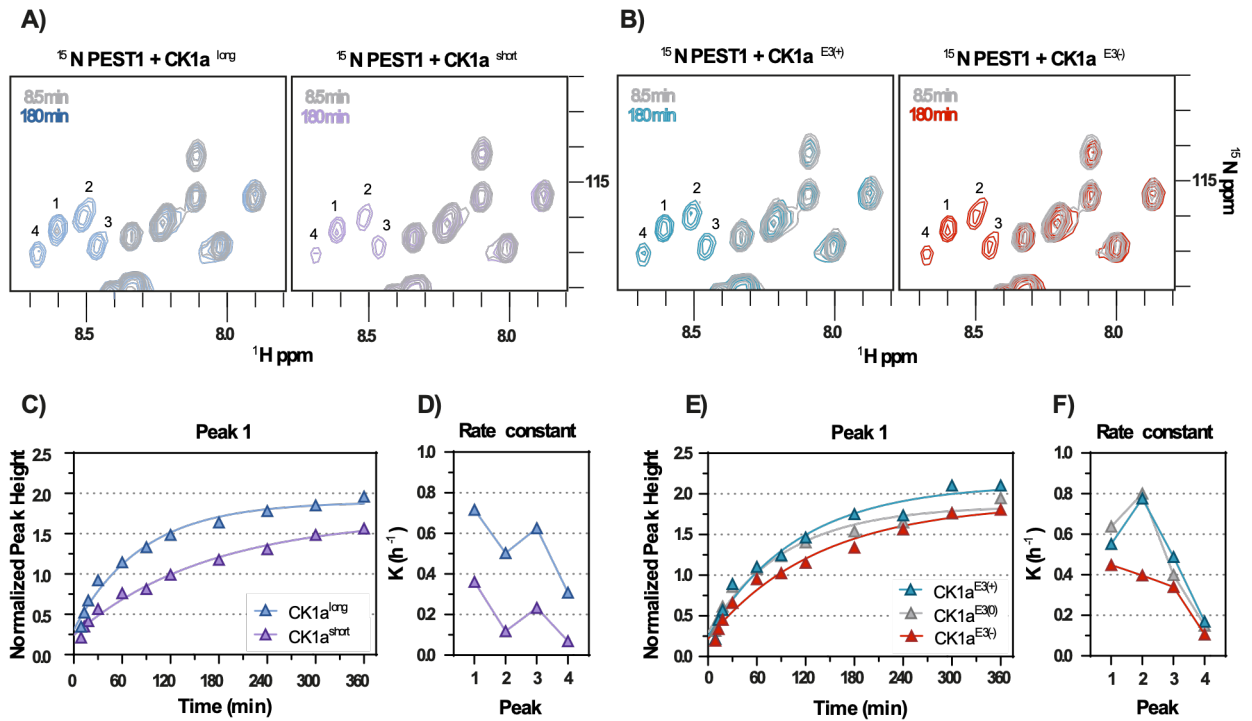 A)
B)
15 N PEST1 + CK1a long
15 N PEST1 + CK1a short
15 N PEST1 + CK1a E3(+)
15 N PEST1 + CK1a E3(-)
8.5min
180min
8.5min
180min
8.5min
180min
8.5min
180min
1
2
3
4
1
2
3
4
1
2
3
4
1
2
3
4
115
115
15 N ppm
8.5
8.0
8.5
8.0
8.5
8.0
8.5
8.0
1H ppm
1H ppm
C)
Peak 1
Normalized Peak Height
2.5
2.0
1.5
1.0
0.5
0.0
0
60
120
180
240
300
360
Time (min)
CK1a long
CK1a short
D)
Rate constant
K (h-1)
1.0
0.8
0.6
0.4
0.2
0.0
1
2
3
4
Peak
E)
Peak 1
Normalized Peak Height
2.5
2.0
1.5
1.0
0.5
0.0
0
60
120
180
240
300
360
Time (min)
CK1a E3(+)
CK1a E3(0)
CK1a E3(-)
F)
Rate constant
K (h-1)
1.0
0.8
0.6
0.4
0.2
0.0
1
2
3
4
Peak